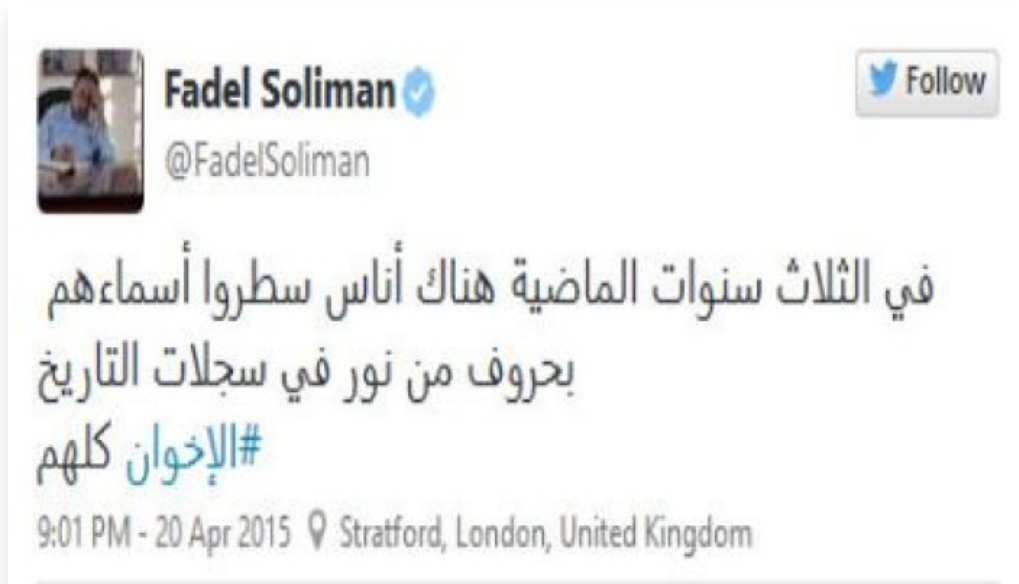 Fadel Soliman
Follow
@FadelSoliman
في الثلاث سنوات الماضية هناك أناس سطروا أسماءهم
بحروف من نور في سجلات التاريخ
#الإخوان كلهم
9:01 PM - 20 Apr 2015 Stratford, London, United Kingdom